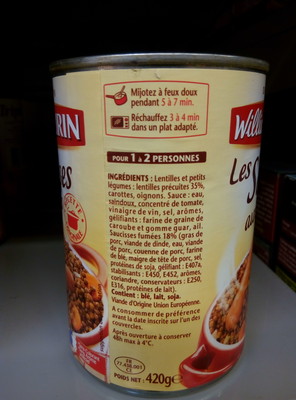 Mijotez à feux doux
pendant 5 à 7 min.
Réchauffez 3 à 4 min
dans un plat adapté.
RIN
Willi
Les S
es
au
POUR 1 à 2 PERSONNES
INGRÉDIENTS : Lentilles et petits
légumes : lentilles précuites 35%,
carottes, oignons. Sauce : eau,
saindoux, concentré de tomate,
vinaigre de vin, sel, arômes,
gélifiants : farine de graine de
caroube et gomme guar, ail.
Saucisses fumées 18% (gras de
porc, viande de dinde, eau, viande
de porc, couenne de porc, farine
de blé, maigre de tête de porc, sel,
protéines de soja, gélifiant : E407a,
stabilisants : E450, E452, arômes,
coriandre, conservateurs : E250,
E316, protéines de lait).
Contient : blé, lait, soja.
Viande d'Origine Union Européenne.
A consommer de préférence
avant la date inscrite sur l'un des
couvercles.
Après ouverture à conserver
48h max à 4°C.
FR
CE
POIDS NET : 420g e